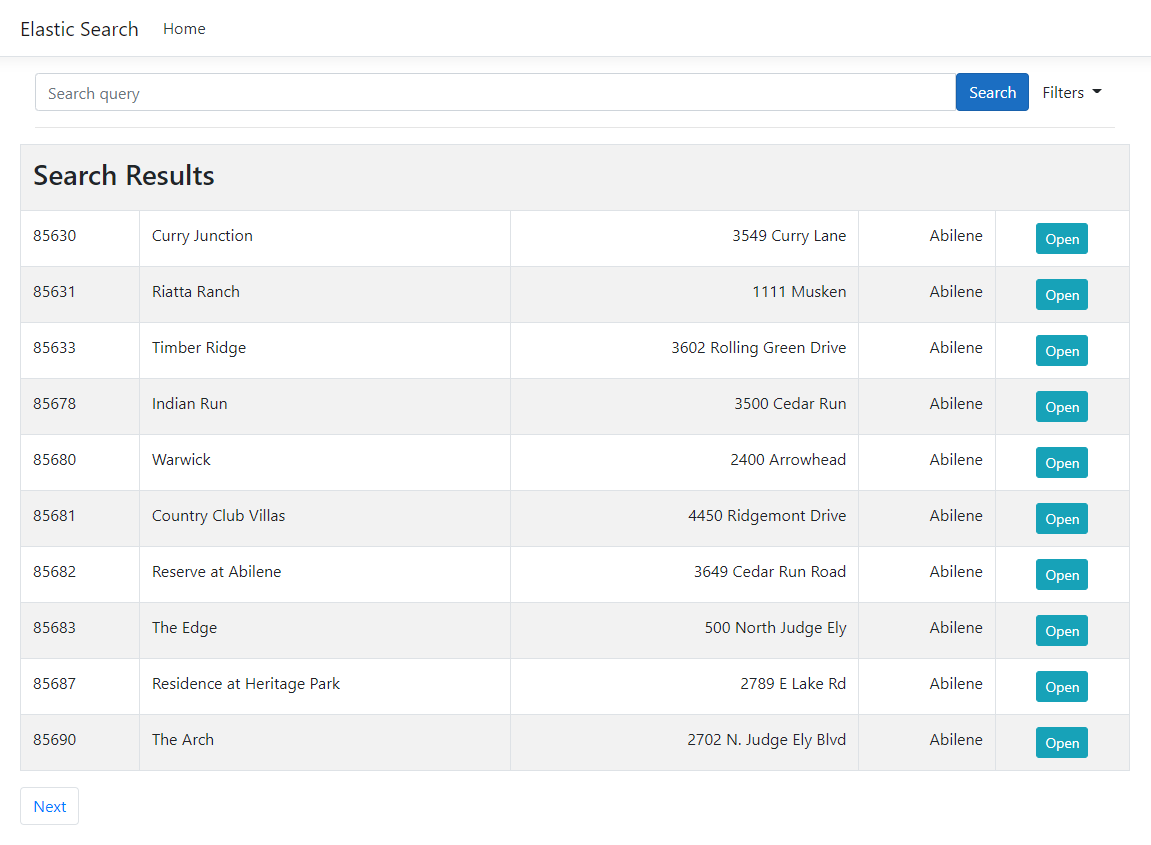 Elastic Search Home
Search query Search Filters
Search Results
85630 Curry Junction 3549 Curry Lane Abilene Open
85631 Riatta Ranch 1111 Musken Abilene Open
85633 Timber Ridge 3602 Rolling Green Drive Abilene Open
85678 Indian Run 3500 Cedar Run Abilene Open
85680 Warwick 2400 Arrowhead Abilene Open
85681 Country Club Villas 4450 Ridgemont Drive Abilene Open
85682 Reserve at Abilene 3649 Cedar Run Road Abilene Open
85683 The Edge 500 North Judge Ely Abilene Open
85687 Residence at Heritage Park 2789 E Lake Rd Abilene Open
85690 The Arch 2702 N. Judge Ely Blvd Abilene Open
Next